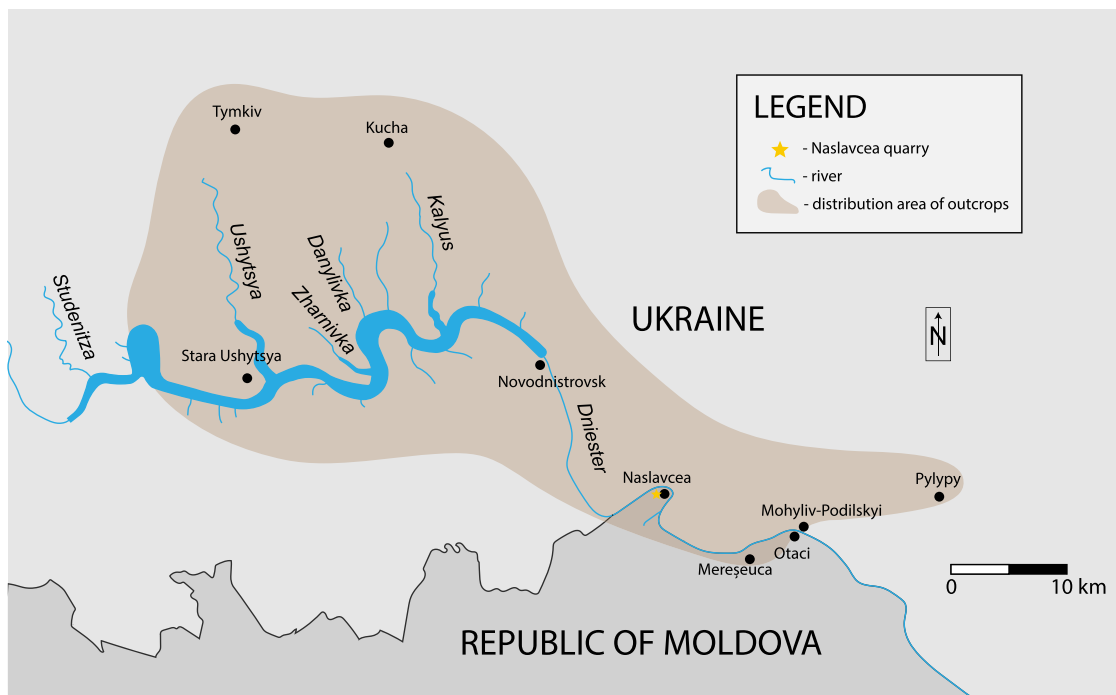 Tymkiv
Kucha
LEGEND
- Naslavcea quarry
- river
- distribution area of outcrops
Kalyus
Ushytsya
Danylivka
Zharnivka
Studenitza
UKRAINE
N
Stara Ushytsya
Novodnistrovsk
Dniester
Naslavcea
Pylypy
Mohyliv-Podilskyi
Otaci
Mereșeuca
0 10 km
REPUBLIC OF MOLDOVA